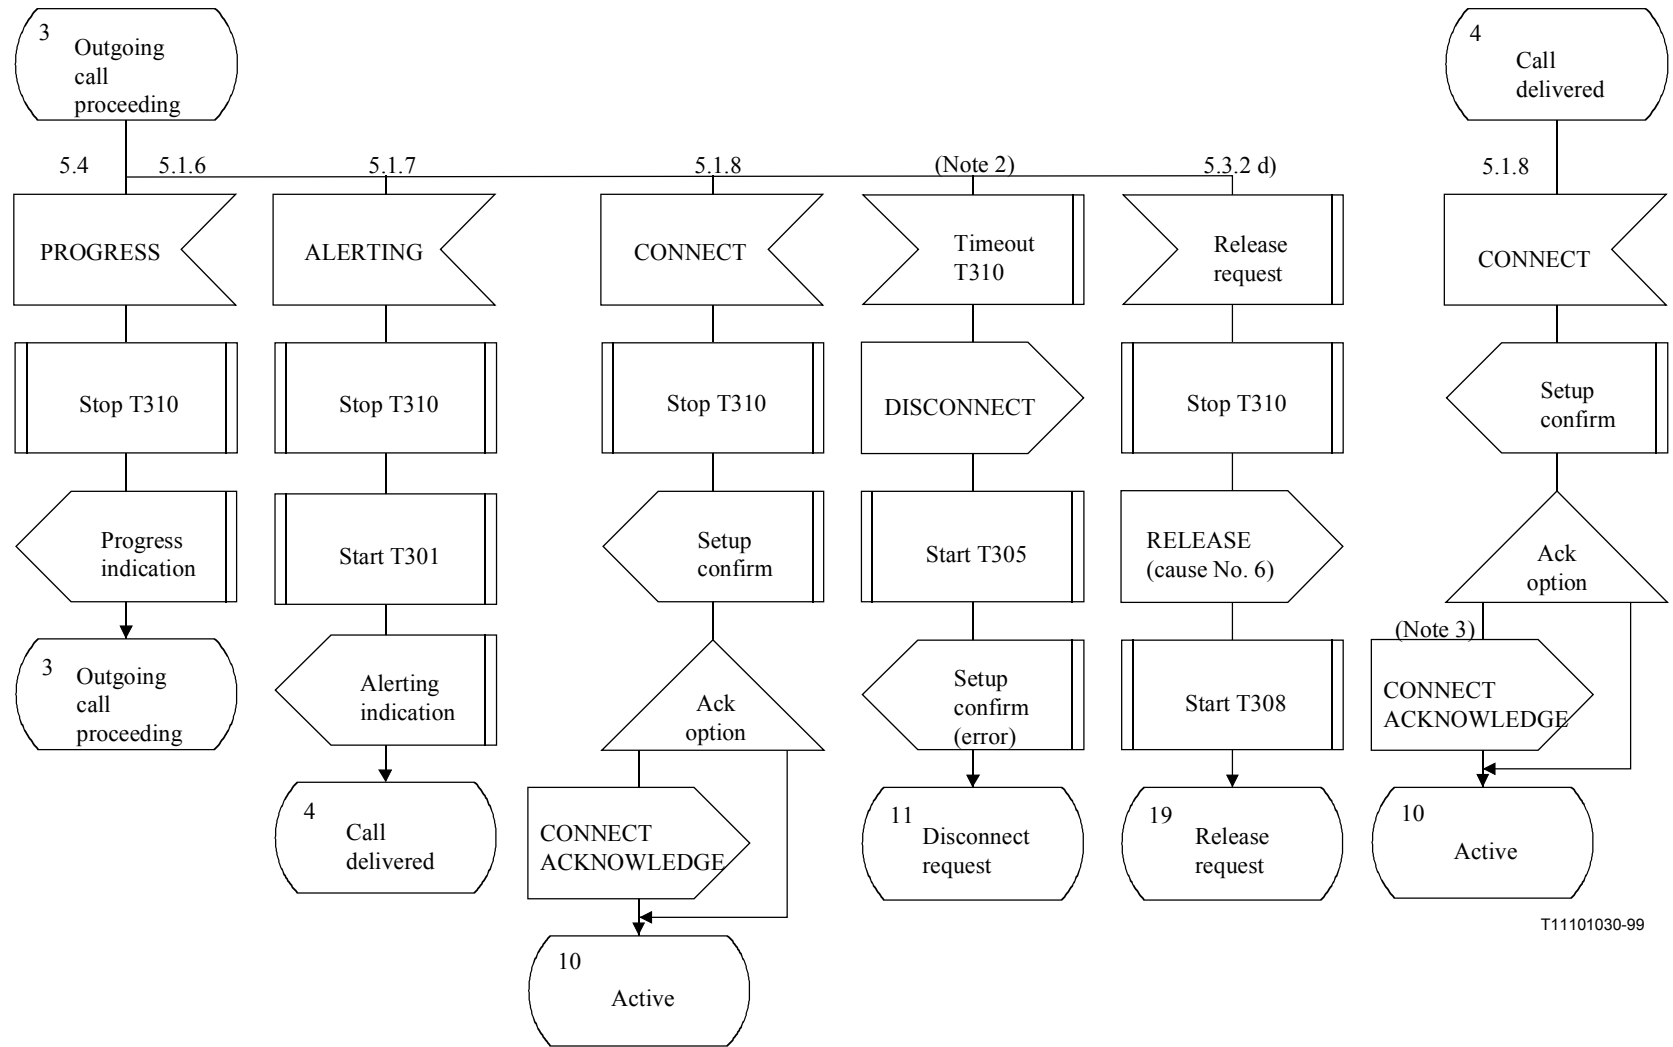 3
Outgoing
call
proceeding
4
Call
delivered
5.4
5.1.6
5.1.7
5.1.8
(Note 2)
5.3.2 d)
5.1.8
PROGRESS
ALERTING
CONNECT
Timeout
T310
Release
request
CONNECT
Stop T310
Stop T310
Stop T310
DISCONNECT
Stop T310
Setup
confirm
Progress
indication
Start T301
Setup
confirm
Start T305
RELEASE
(cause No. 6)
Ack
option
3
Outgoing
call
proceeding
Alerting
indication
Ack
option
Setup
confirm
(error)
Start T308
(Note 3)
CONNECT
ACKNOWLEDGE
4
Call
delivered
CONNECT
ACKNOWLEDGE
11
Disconnect
request
19
Release
request
10
Active
10
Active
T11101030-99